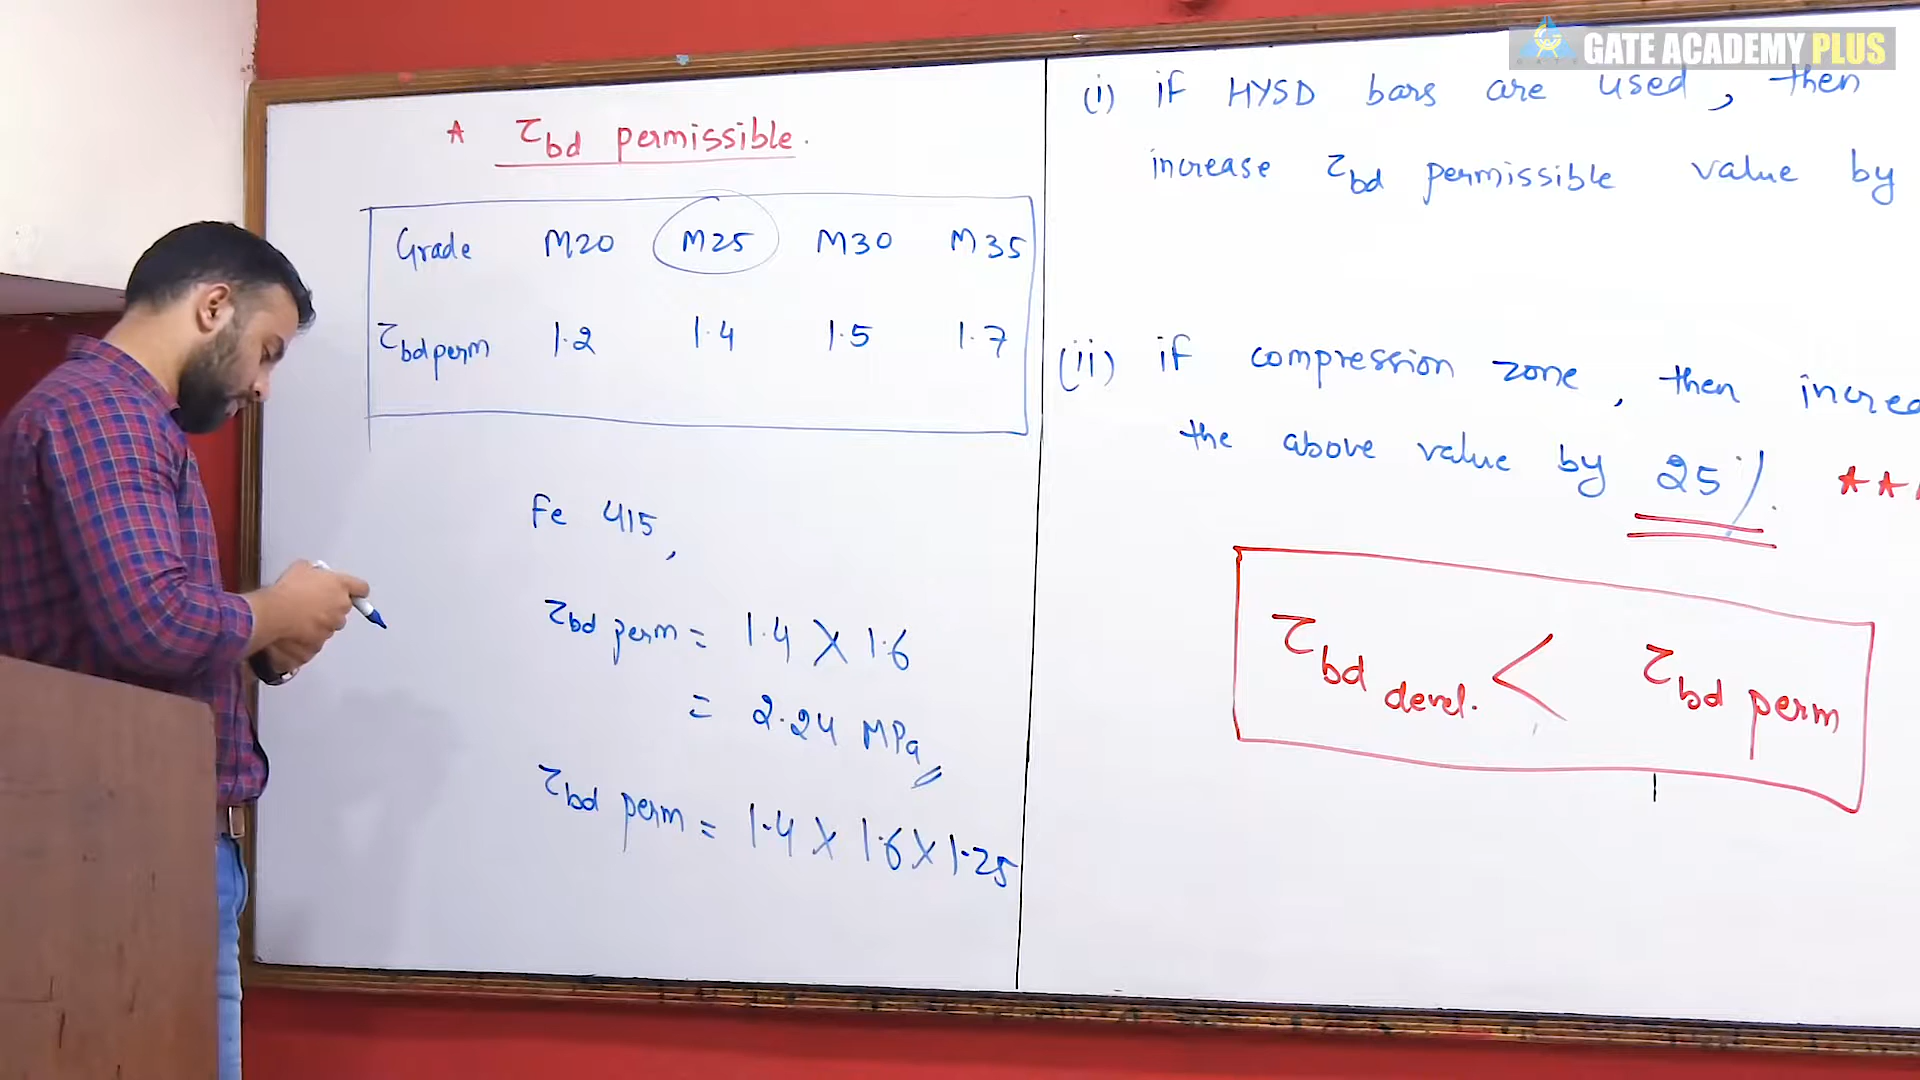 GATE ACADEMY PLUS
★ τbd permissible.
Grade M20 M25 M30 M35
τbd perm 1.2 1.4 1.5 1.7
Fe 415,
τbd perm = 1.4 X 1.6
= 2.24 MPa
τbd perm = 1.4 X 1.6 X 1.25
(i) if HYSD bars are used, then
increase τbd permissible value by
(ii) if compression zone, then increa
the above value by 25%. ★★
τbd devel. < τbd perm